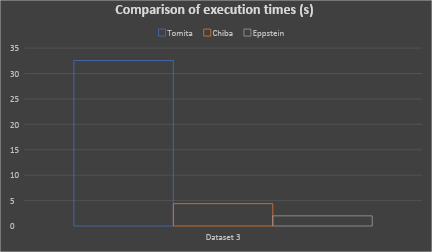 Comparison of execution times (s)
Tomita Chiba Eppstein
35
30
25
20
15
10
5
0
Dataset 3